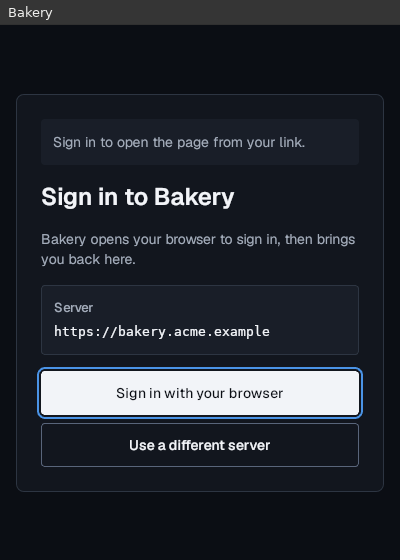 Bakery
Sign in to open the page from your link.
Sign in to Bakery
Bakery opens your browser to sign in, then brings
you back here.
Server
https://bakery.acme.example
Sign in with your browser
Use a different server